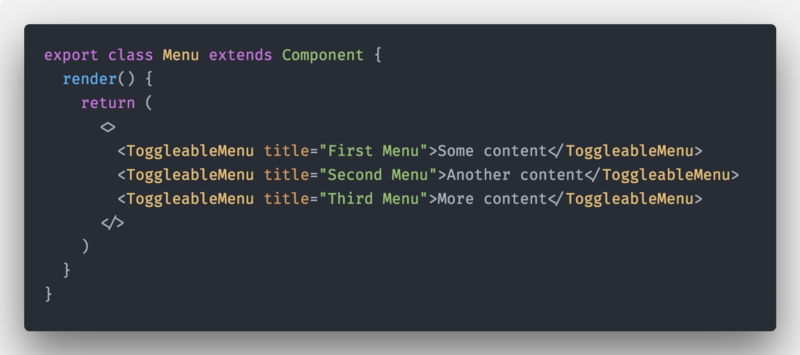 export class Menu extends Component {
render() {
return (
<>
<ToggleableMenu title="First Menu">Some content</ToggleableMenu>
<ToggleableMenu title="Second Menu">Another content</ToggleableMenu>
<ToggleableMenu title="Third Menu">More content</ToggleableMenu>
</>
)
}
}